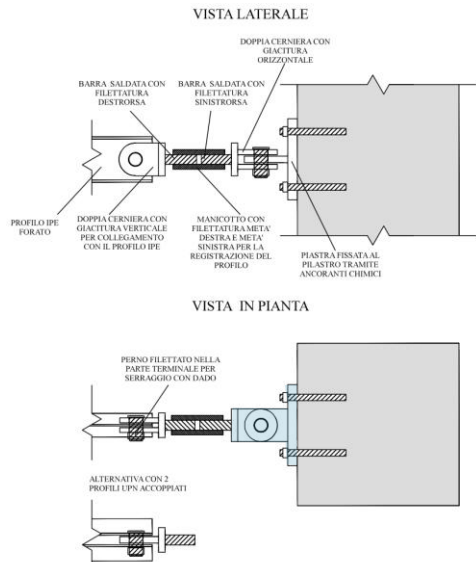 VISTA LATERALE
DOPPIA CERNIERA CON
GIACITURA
ORIZZONTALE
BARRA SALDATA CON
FILETTATURA
DESTRORSA
BARRA SALDATA CON
FILETTATURA
SINISTRORSA
PROFILO IPE
FORATO
DOPPIA CERNIERA CON
GIACITURA VERTICALE
PER COLLEGAMENTO
CON IL PROFILO IPE
MANICOTTO CON
FILETTATURA META'
DESTRA E META'
SINISTRA PER LA
REGISTRAZIONE DEL
PROFILO
PIASTRA FISSATA AL
PILASTRO TRAMITE
ANCORANTI CHIMICI
VISTA IN PIANTA
PERNO FILETTATO NELLA
PARTE TERMINALE PER
SERRAGGIO CON DADO
ALTERNATIVA CON 2
PROFILI UPN ACCOPPIATI